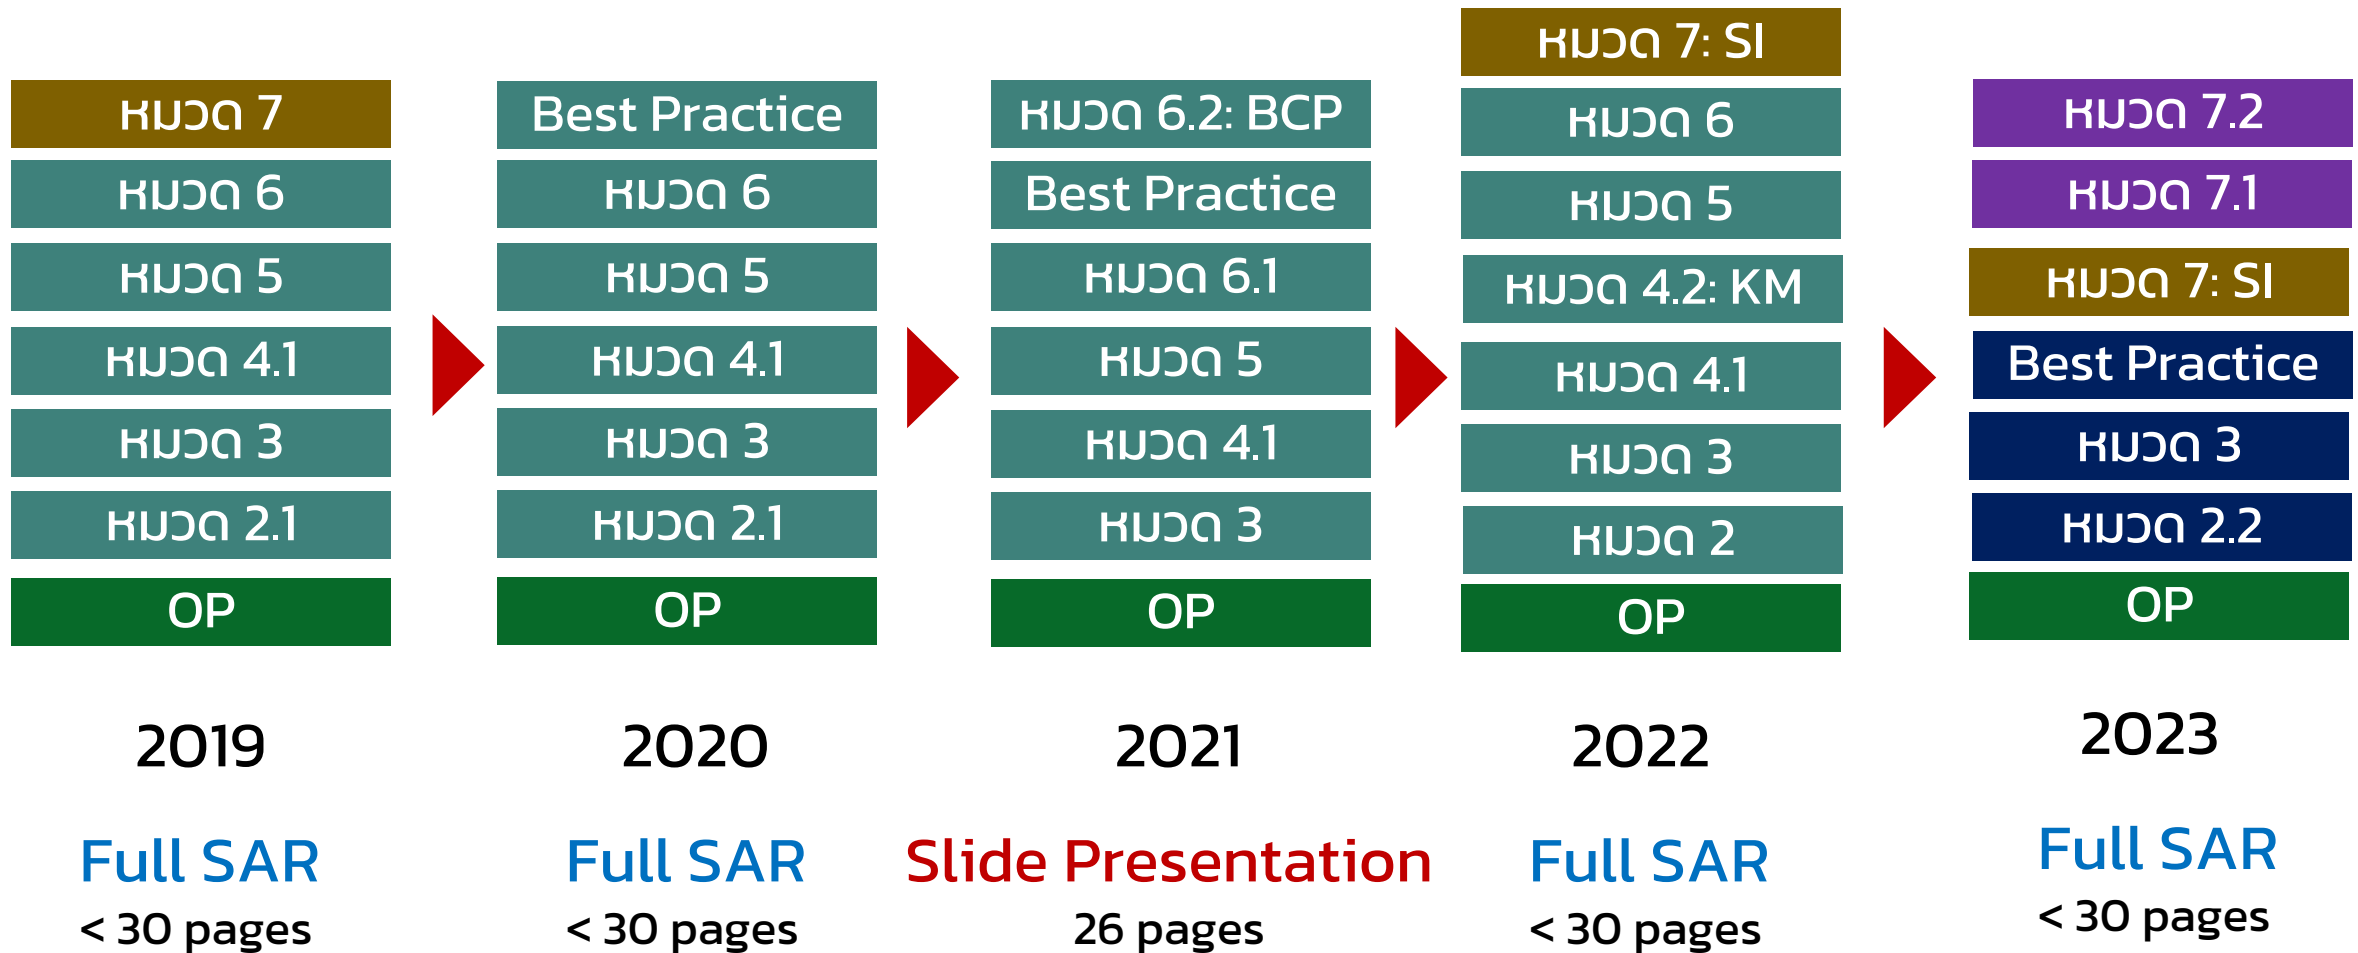 หมวด 7
หมวด 6
หมวด 5
หมวด 4.1
หมวด 3
หมวด 2.1
OP
2019
Full SAR
< 30 pages
Best Practice
หมวด 6
หมวด 5
หมวด 4.1
หมวด 3
หมวด 2.1
OP
2020
Full SAR
< 30 pages
หมวด 6.2: BCP
Best Practice
หมวด 6.1
หมวด 5
หมวด 4.1
หมวด 3
OP
2021
Slide Presentation
26 pages
หมวด 7: SI
หมวด 6
หมวด 5
หมวด 4.2: KM
หมวด 4.1
หมวด 3
หมวด 2
OP
2022
Full SAR
< 30 pages
หมวด 7.2
หมวด 7.1
หมวด 7: SI
Best Practice
หมวด 3
หมวด 2.2
OP
2023
Full SAR
< 30 pages